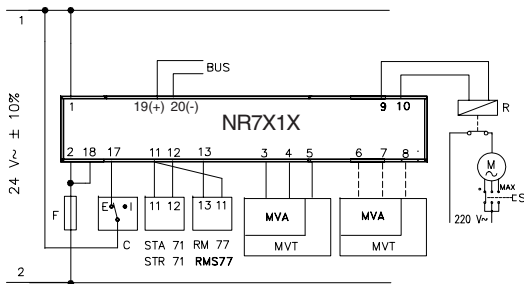 1
BUS
24 V~ ± 10%
1 19(+) 20(-) 9 10
NR7X1X
R
2 18 17 11 12 13 3 4 5 6 7 8
M
~
MAX
S
F
E I
11 12
13 11
MVA
MVA
C
STA 71 RM 77
MVT
MVT
220 V~
STR 71 RMS77
2